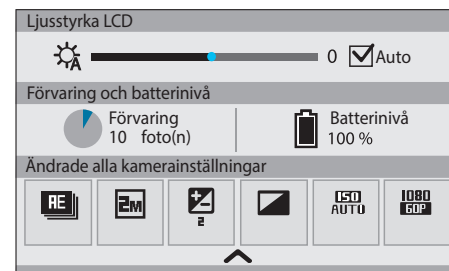 Ljusstyrka LCD
A 0 Auto
Förvaring och batterinivå
Förvaring Batterinivå
10 foto(n) 100 %
Ändrade alla kamerainställningar
RE 2M 2 ISO AUTO 1080 60P